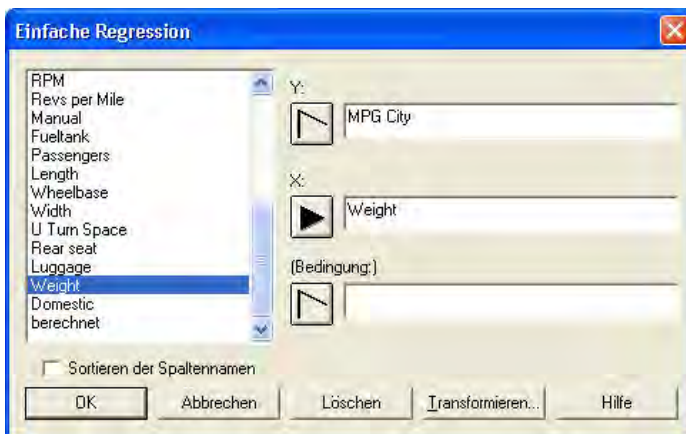 Einfache Regression
RPM
Revs per Mile
Manual
Fueltank
Passengers
Length
Wheelbase
Width
U Turn Space
Rear seat
Luggage
Weight
Domestic
berechnet
Y:
MPG City
X:
Weight
(Bedingung:)
Sortieren der Spaltennamen
OK
Abbrechen
Löschen
Transformieren...
Hilfe